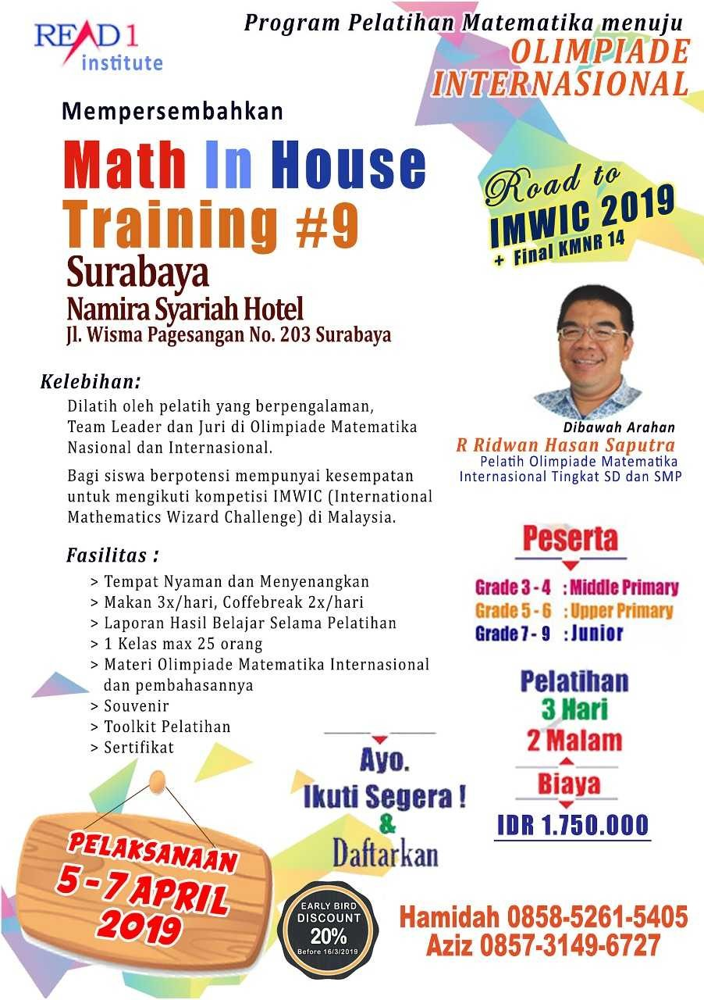 READ 1
institute
Program Pelatihan Matematika menuju
OLIMPIADE
INTERNASIONAL
Mempersembahkan
Math In House
Training #9
Surabaya
Namira Syariah Hotel
Jl. Wisma Pagesangan No. 203 Surabaya
Road to
IMWIC 2019
+ Final KMNR 14
Kelebihan:
Dilatih oleh pelatih yang berpengalaman,
Team Leader dan Juri di Olimpiade Matematika
Nasional dan Internasional.
Bagi siswa berpotensi mempunyai kesempatan
untuk mengikuti kompetisi IMWIC (International
Mathematics Wizard Challenge) di Malaysia.
Dibawah Arahan
R Ridwan Hasan Saputra
Pelatih Olimpiade Matematika
Internasional Tingkat SD dan SMP
Fasilitas :
> Tempat Nyaman dan Menyenangkan
> Makan 3x/hari, Coffebreak 2x/hari
> Laporan Hasil Belajar Selama Pelatihan
> 1 Kelas max 25 orang
> Materi Olimpiade Matematika Internasional
dan pembahasannya
> Souvenir
> Toolkit Pelatihan
> Sertifikat
Peserta
Grade 3 - 4 : Middle Primary
Grade 5 - 6 : Upper Primary
Grade 7 - 9 : Junior
Pelatihan
3 Hari
2 Malam
Biaya
IDR 1.750.000
Ayo.
Ikuti Segera !
&
Daftarkan
PELAKSANAAN
5 - 7 APRIL
2019
EARLY BIRD
DISCOUNT
20%
Before 16/3/2019
Hamidah 0858-5261-5405
Aziz 0857-3149-6727